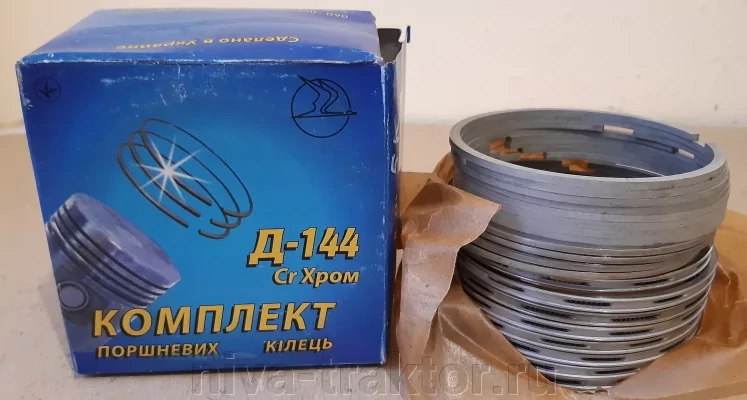 Сделано в Украине
Д-144
Cr Хром
КОМПЛЕКТ
ПОРШНЕВИХ КІЛЕЦЬ
niva-traktor.ru